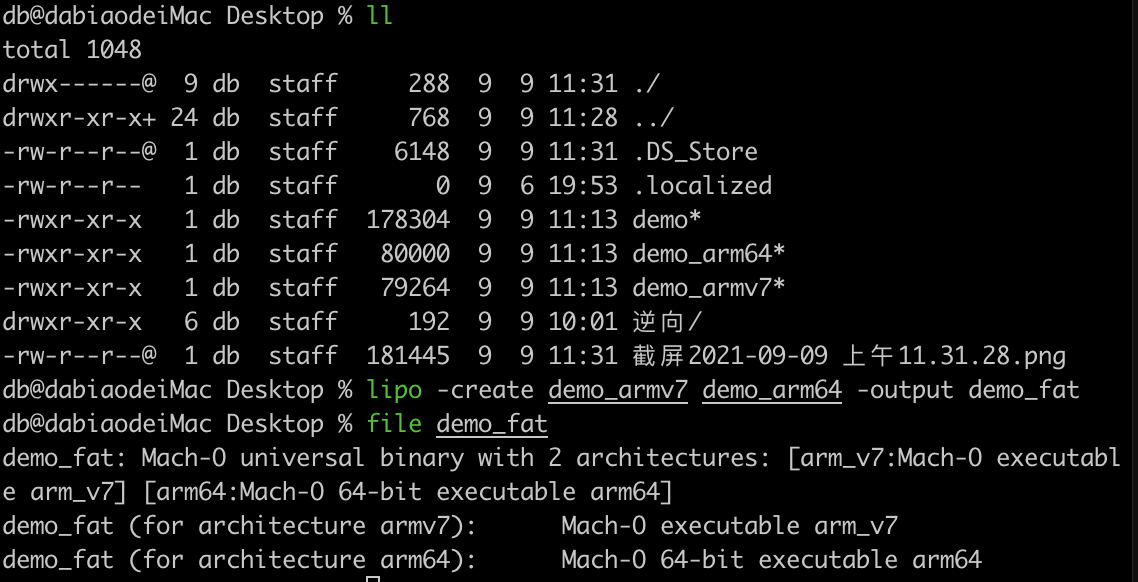 db@dabiaodeiMac Desktop % ll
total 1048
drwx------@  9 db  staff     288  9  9 11:31 ./
drwxr-xr-x+ 24 db  staff     768  9  9 11:28 ../
-rw-r--r--@  1 db  staff    6148  9  9 11:31 .DS_Store
-rw-r--r--   1 db  staff       0  9  6 19:53 .localized
-rwxr-xr-x   1 db  staff  178304  9  9 11:13 demo*
-rwxr-xr-x   1 db  staff   80000  9  9 11:13 demo_arm64*
-rwxr-xr-x   1 db  staff   79264  9  9 11:13 demo_armv7*
drwxr-xr-x   6 db  staff     192  9  9 10:01 逆向/
-rw-r--r--@  1 db  staff  181445  9  9 11:31 截屏2021-09-09 上午11.31.28.png
db@dabiaodeiMac Desktop % lipo -create demo_armv7 demo_arm64 -output demo_fat
db@dabiaodeiMac Desktop % file demo_fat
demo_fat: Mach-O universal binary with 2 architectures: [arm_v7:Mach-O executabl
e arm_v7] [arm64:Mach-O 64-bit executable arm64]
demo_fat (for architecture armv7):      Mach-O executable arm_v7
demo_fat (for architecture arm64):      Mach-O 64-bit executable arm64